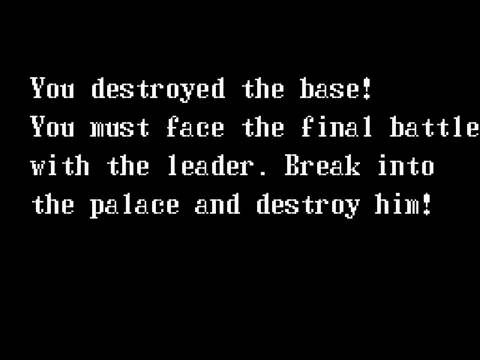 You destroyed the base!
You must face the final battle
with the leader. Break into
the palace and destroy him!